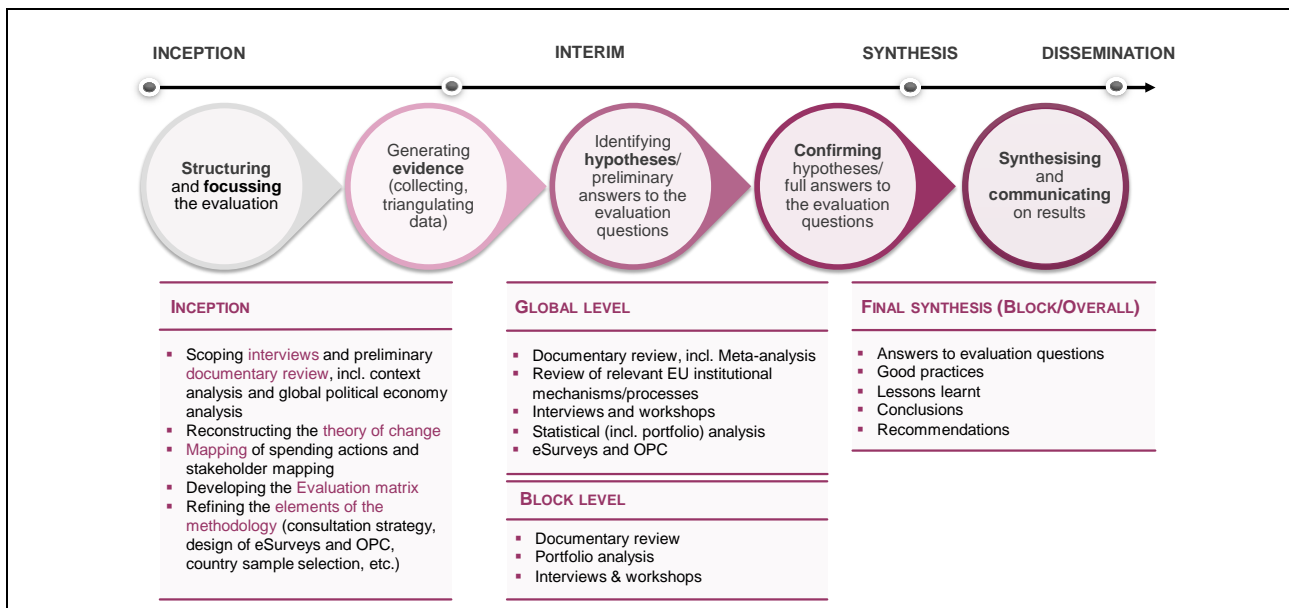 INCEPTION
INTERIM
SYNTHESIS
DISSEMINATION
Structuring
and focussing
the evaluation
Generating
evidence
(collecting,
triangulating
data)
Identifying
hypotheses/
preliminary
answers to the
evaluation
questions
Confirming
hypotheses/
full answers to
the evaluation
questions
Synthesising
and
communicating
on results
INCEPTION
▪ Scoping interviews and preliminary
documentary review, incl. context
analysis and global political economy
analysis
▪ Reconstructing the theory of change
▪ Mapping of spending actions and
stakeholder mapping
▪ Developing the Evaluation matrix
▪ Refining the elements of the
methodology (consultation strategy,
design of eSurveys and OPC,
country sample selection, etc.)
GLOBAL LEVEL
▪ Documentary review, incl. Meta-analysis
▪ Review of relevant EU institutional
mechanisms/processes
▪ Interviews and workshops
▪ Statistical (incl. portfolio) analysis
▪ eSurveys and OPC
BLOCK LEVEL
▪ Documentary review
▪ Portfolio analysis
▪ Interviews & workshops
FINAL SYNTHESIS (BLOCK/OVERALL)
▪ Answers to evaluation questions
▪ Good practices
▪ Lessons learnt
▪ Conclusions
▪ Recommendations